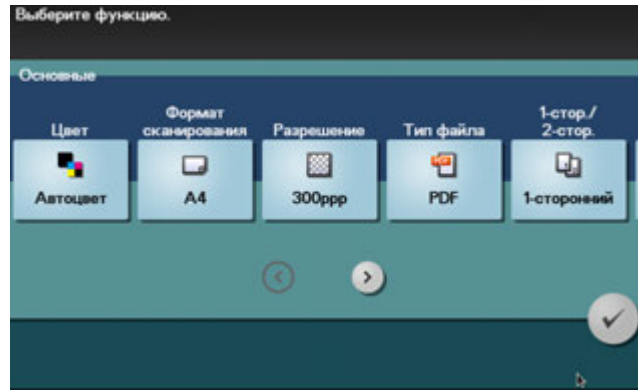 Выберите функцию.
Основные
Цвет
Формат
сканирования
Разрешение
Тип файла
1-стор./
2-стор.
Автоцвет
A4
300ppp
PDF
1-сторонний